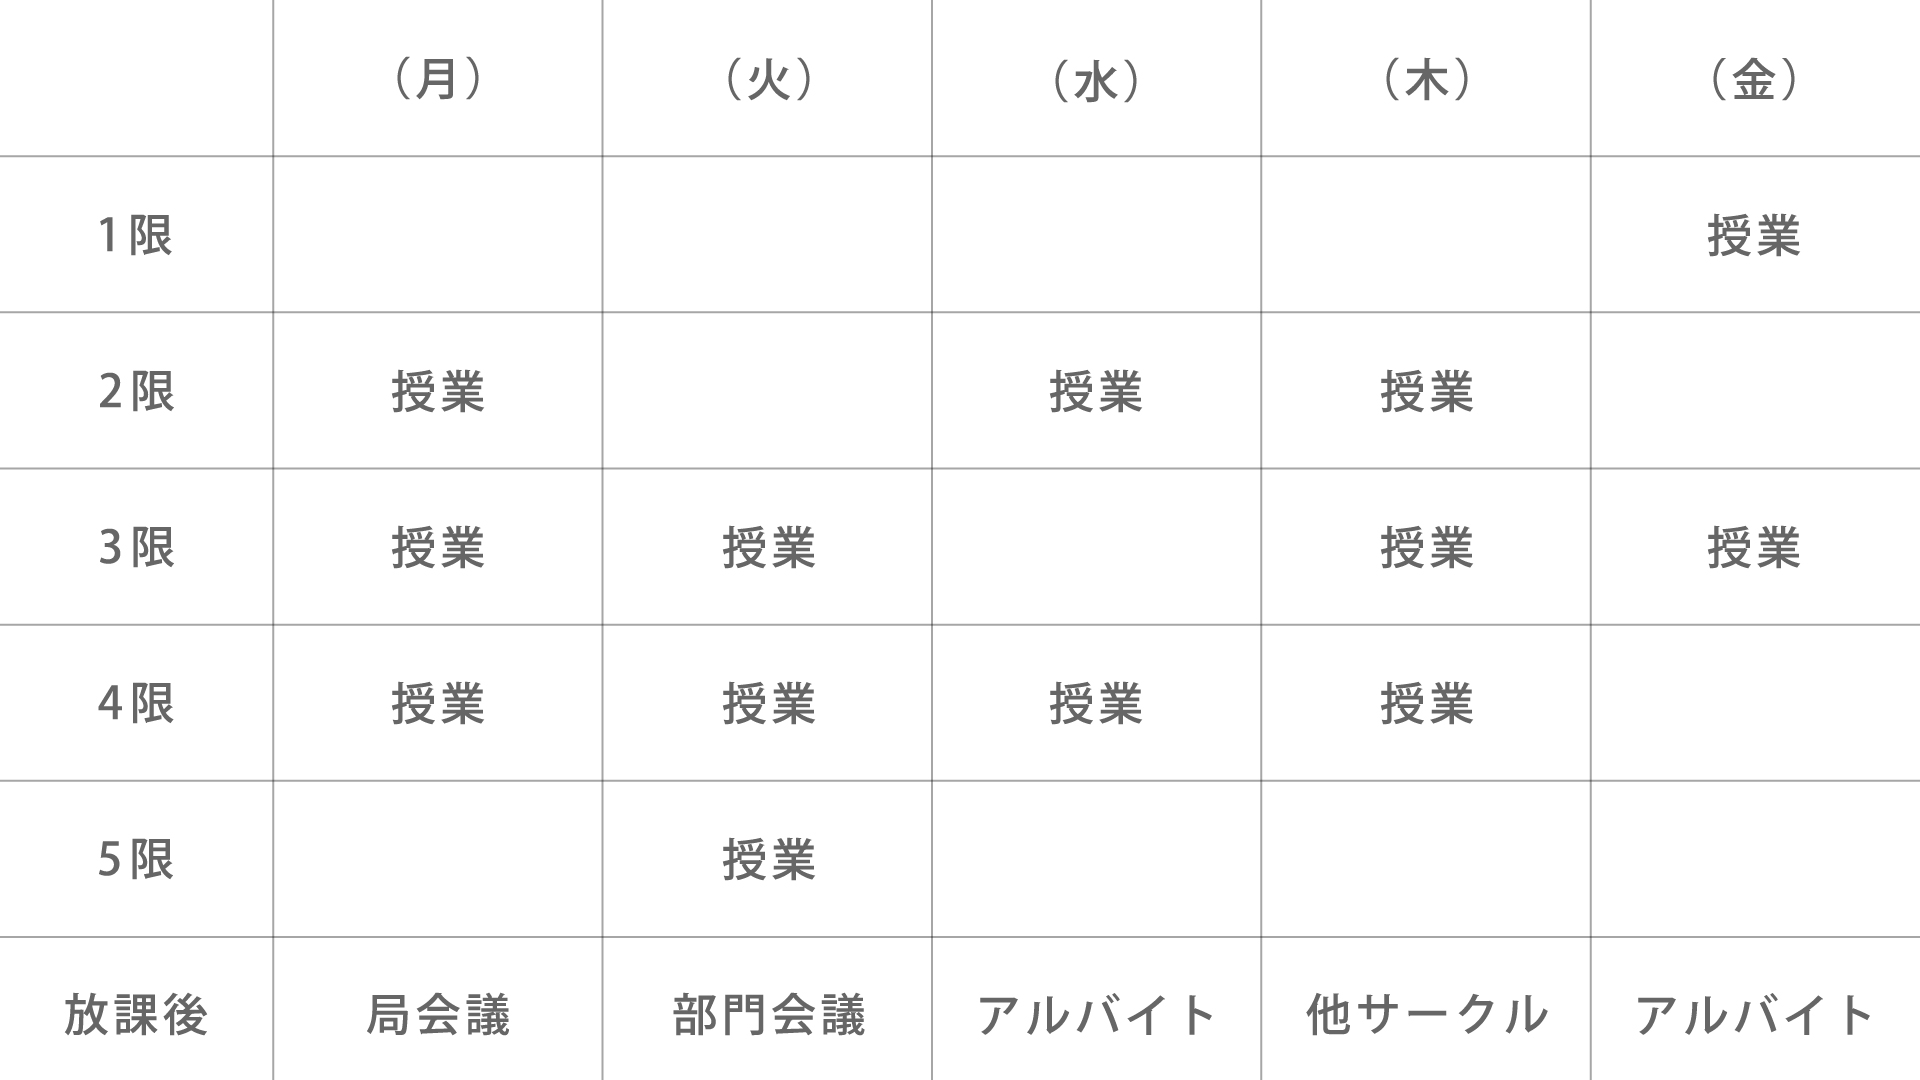 （月） （火） （水） （木） （金）
1限 授業
2限 授業 授業 授業
3限 授業 授業 授業 授業
4限 授業 授業 授業 授業
5限 授業
放課後 局会議 部門会議 アルバイト 他サークル アルバイト